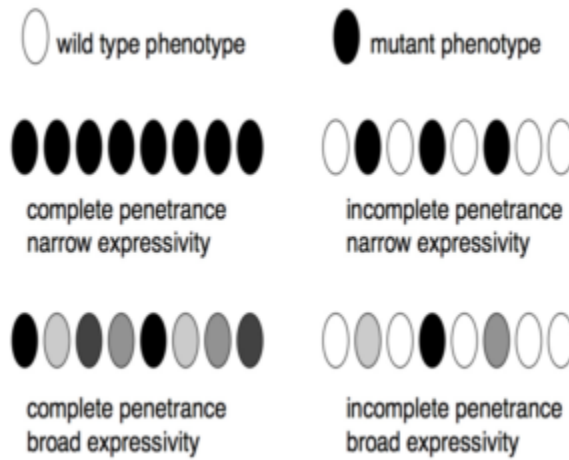 wild type phenotype
mutant phenotype
complete penetrance
narrow expressivity
incomplete penetrance
narrow expressivity
complete penetrance
broad expressivity
incomplete penetrance
broad expressivity